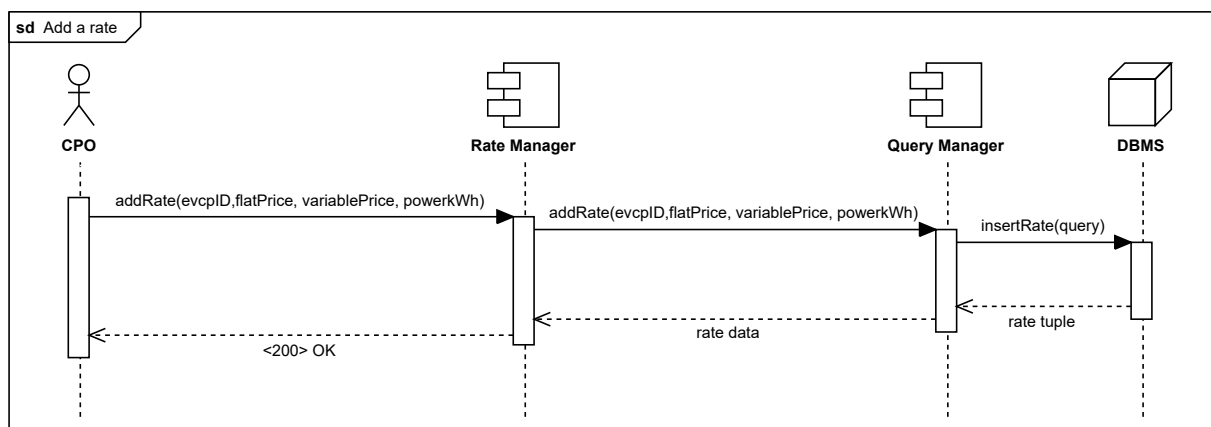 sd Add a rate
CPO
Rate Manager
Query Manager
DBMS
addRate(evcpID,flatPrice, variablePrice, powerkWh)
addRate(evcpID,flatPrice, variablePrice, powerkWh)
insertRate(query)
rate tuple
rate data
<200> OK